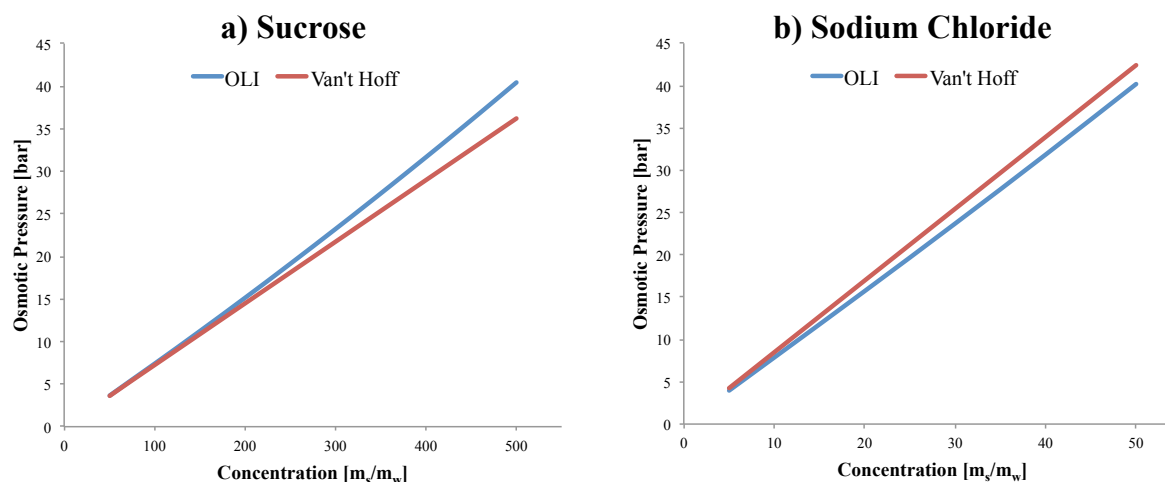 a) Sucrose
OLI Van't Hoff
Osmotic Pressure [bar]
45
40
35
30
25
20
15
10
5
0
0 100 200 300 400 500
Concentration [ms/mw]
b) Sodium Chloride
OLI Van't Hoff
Osmotic Pressure [bar]
45
40
35
30
25
20
15
10
5
0
0 10 20 30 40 50
Concentration [ms/mw]